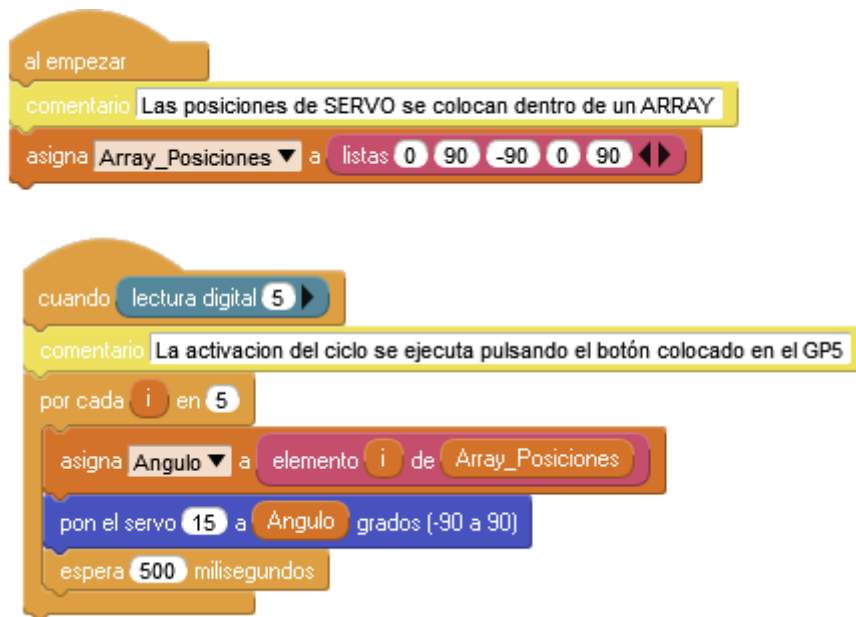 al empezar
comentario Las posiciones de SERVO se colocan dentro de un ARRAY
asigna Array_Posiciones a listas 0 90 -90 0 90
cuando lectura digital 5
comentario La activacion del ciclo se ejecuta pulsando el botón colocado en el GP5
por cada i en 5
asigna Angulo a elemento i de Array_Posiciones
pon el servo 15 a Angulo grados (-90 a 90)
espera 500 milisegundos